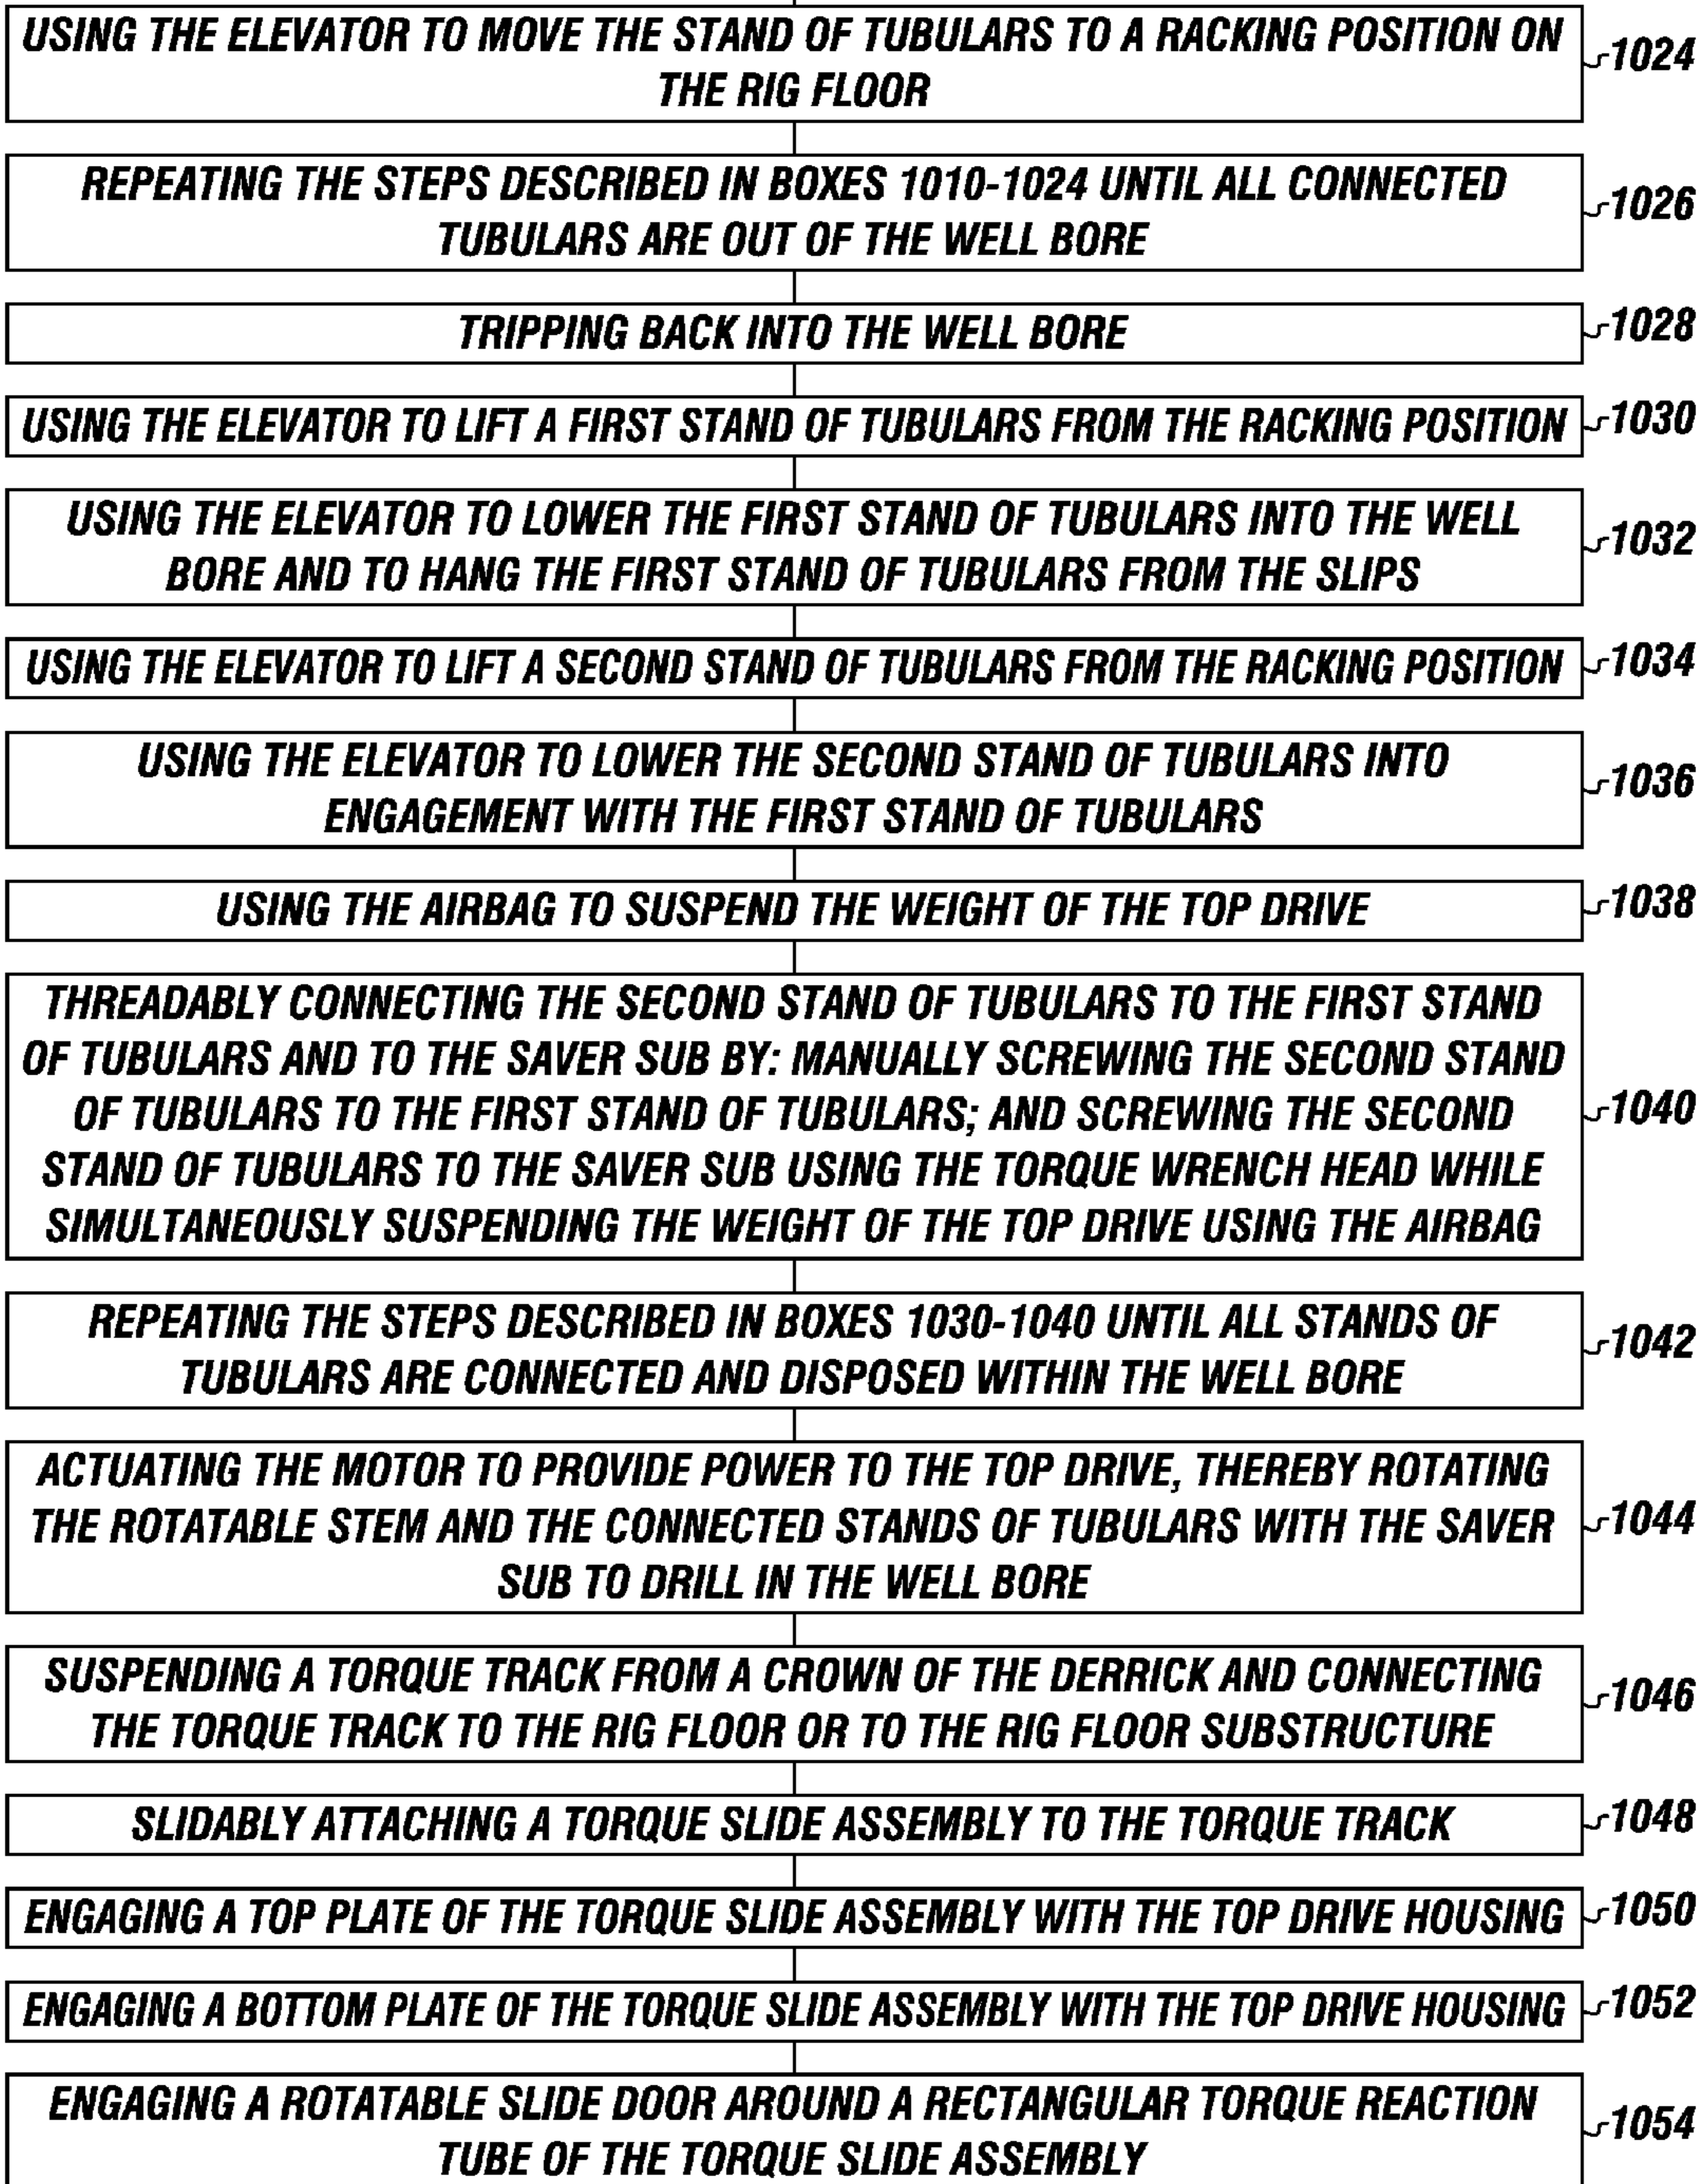 USING THE ELEVATOR TO MOVE THE STAND OF TUBULARS TO A RACKING POSITION ON
THE RIG FLOOR
1024
REPEATING THE STEPS DESCRIBED IN BOXES 1010-1024 UNTIL ALL CONNECTED
TUBULARS ARE OUT OF THE WELL BORE
1026
TRIPPING BACK INTO THE WELL BORE
1028
USING THE ELEVATOR TO LIFT A FIRST STAND OF TUBULARS FROM THE RACKING POSITION
1030
USING THE ELEVATOR TO LOWER THE FIRST STAND OF TUBULARS INTO THE WELL
BORE AND TO HANG THE FIRST STAND OF TUBULARS FROM THE SLIPS
1032
USING THE ELEVATOR TO LIFT A SECOND STAND OF TUBULARS FROM THE RACKING POSITION
1034
USING THE ELEVATOR TO LOWER THE SECOND STAND OF TUBULARS INTO
ENGAGEMENT WITH THE FIRST STAND OF TUBULARS
1036
USING THE AIRBAG TO SUSPEND THE WEIGHT OF THE TOP DRIVE
1038
THREADABLY CONNECTING THE SECOND STAND OF TUBULARS TO THE FIRST STAND
OF TUBULARS AND TO THE SAVER SUB BY: MANUALLY SCREWING THE SECOND STAND
OF TUBULARS TO THE FIRST STAND OF TUBULARS; AND SCREWING THE SECOND
STAND OF TUBULARS TO THE SAVER SUB USING THE TORQUE WRENCH HEAD WHILE
SIMULTANEOUSLY SUSPENDING THE WEIGHT OF THE TOP DRIVE USING THE AIRBAG
1040
REPEATING THE STEPS DESCRIBED IN BOXES 1030-1040 UNTIL ALL STANDS OF
TUBULARS ARE CONNECTED AND DISPOSED WITHIN THE WELL BORE
1042
ACTUATING THE MOTOR TO PROVIDE POWER TO THE TOP DRIVE, THEREBY ROTATING
THE ROTATABLE STEM AND THE CONNECTED STANDS OF TUBULARS WITH THE SAVER
SUB TO DRILL IN THE WELL BORE
1044
SUSPENDING A TORQUE TRACK FROM A CROWN OF THE DERRICK AND CONNECTING
THE TORQUE TRACK TO THE RIG FLOOR OR TO THE RIG FLOOR SUBSTRUCTURE
1046
SLIDABLY ATTACHING A TORQUE SLIDE ASSEMBLY TO THE TORQUE TRACK
1048
ENGAGING A TOP PLATE OF THE TORQUE SLIDE ASSEMBLY WITH THE TOP DRIVE HOUSING
1050
ENGAGING A BOTTOM PLATE OF THE TORQUE SLIDE ASSEMBLY WITH THE TOP DRIVE HOUSING
1052
ENGAGING A ROTATABLE SLIDE DOOR AROUND A RECTANGULAR TORQUE REACTION
TUBE OF THE TORQUE SLIDE ASSEMBLY
1054